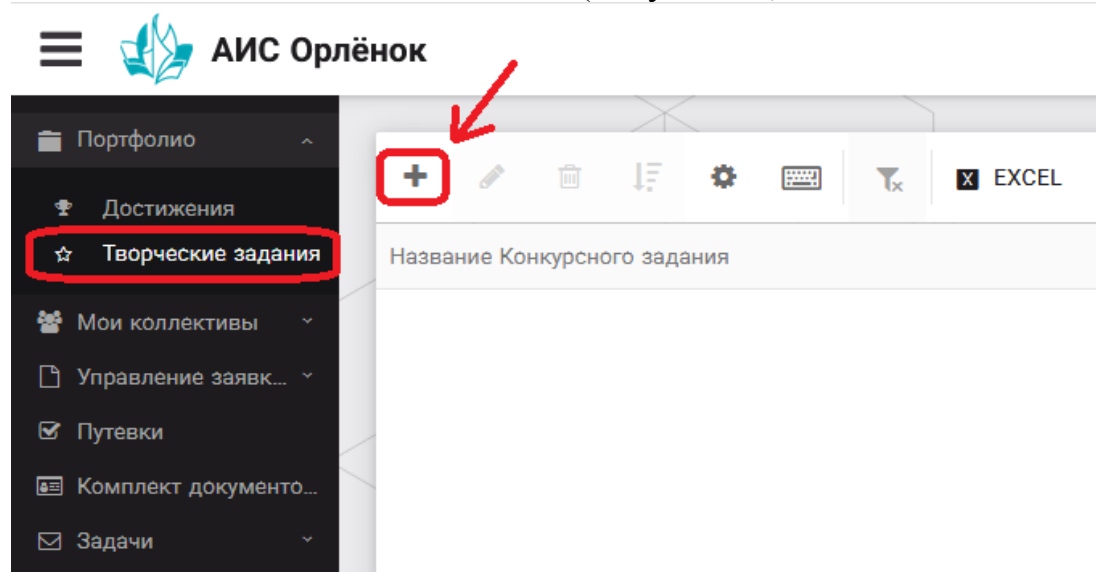 АИС Орлёнок
Портфолио
Достижения
Творческие задания
Мои коллективы
Управление заявк...
Путевки
Комплект документо...
Задачи
X EXCEL
Название Конкурсного задания